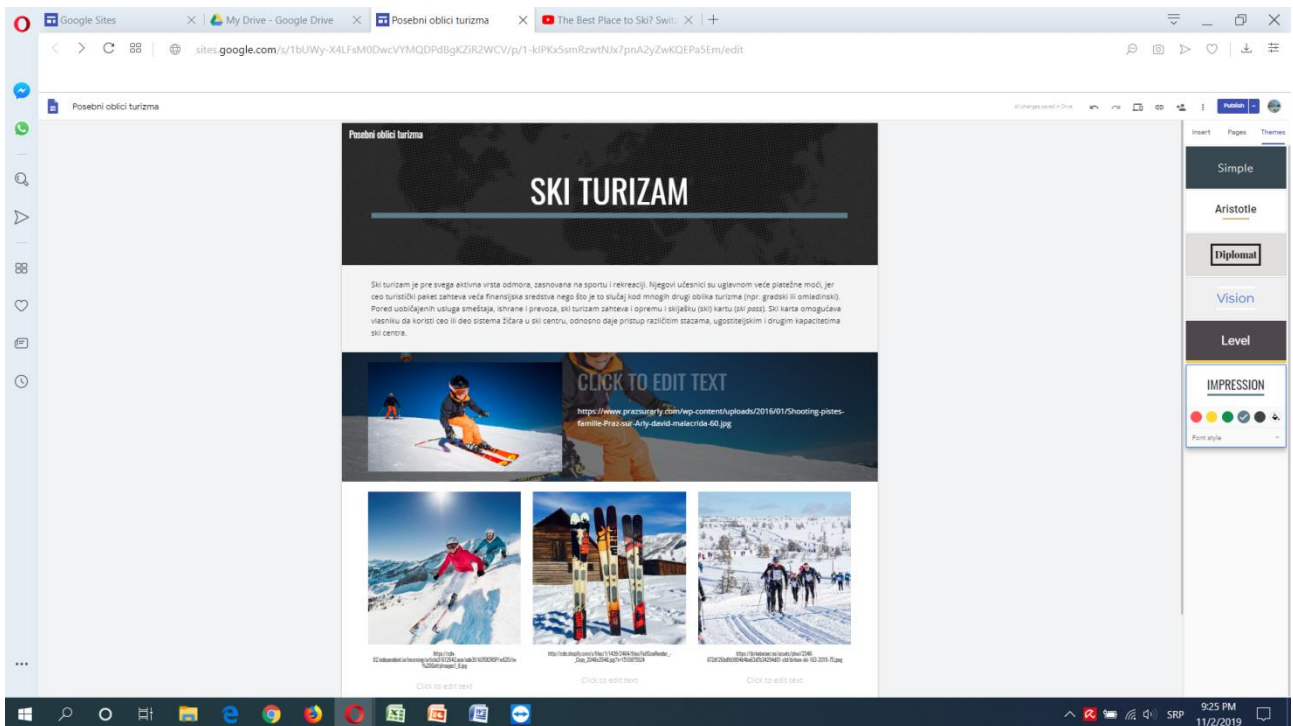 Google Sites
My Drive - Google Drive
Posebni oblici turizma
The Best Place to Ski? Swit
sites.google.com/s/1bUWy-X4LFsM0DwcVYMQDPdBgKZiR2WCV/p/1-kIPKx5smRzwtNJx7pnA2yZwKQEPa5Em/edit
Posebni oblici turizma
All changes saved in Drive
Publish
Insert Pages Themes
Posebni oblici turizma
SKI TURIZAM
Ski turizam je pre svega aktivna vrsta odmora, zasnovana na sportu i rekreaciji. Njegovi učesnici su uglavnom veće platežne moći, jer
ceo turistički paket zahteva veća finansijska sredstva nego što je to slučaj kod mnogih drugi oblika turizma (npr. gradski ili omladinski).
Pored uobičajenih usluga smeštaja, ishrane i prevoza, ski turizam zahteva i opremu i skijašku (ski) kartu (ski pass). Ski karta omogućava
vlasniku da koristi ceo ili deo sistema žičara u ski centru, odnosno daje pristup različitim stazama, ugostiteljskim i drugim kapacitetima
ski centra.
CLICK TO EDIT TEXT
https://www.prazsurarly.com/wp-content/uploads/2016/01/Shooting-pistes-
famille-Praz-sur-Arly-david-malacrida-60.jpg
Click to edit text
Click to edit text
Click to edit text
Simple
Aristotle
Diplomat
Vision
Level
IMPRESSION
Font style
SRP
9:25 PM
11/2/2019